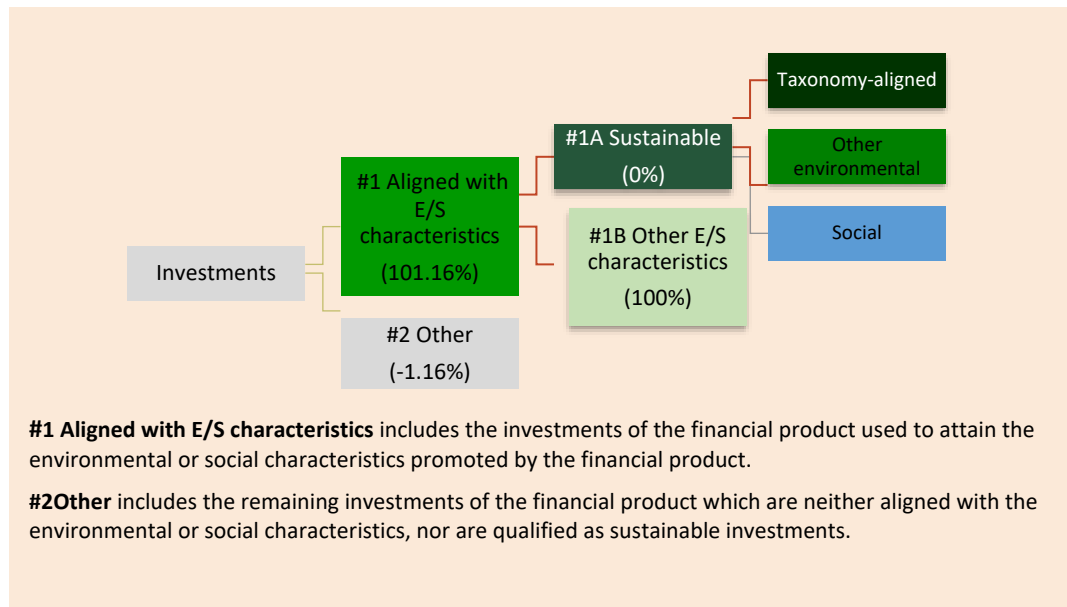 Investments
#1 Aligned with
E/S
characteristics
(101.16%)
#2 Other
(-1.16%)
#1A Sustainable
(0%)
#1B Other E/S
characteristics
(100%)
Taxonomy-aligned
Other
environmental
Social
#1 Aligned with E/S characteristics includes the investments of the financial product used to attain the
environmental or social characteristics promoted by the financial product.
#2Other includes the remaining investments of the financial product which are neither aligned with the
environmental or social characteristics, nor are qualified as sustainable investments.